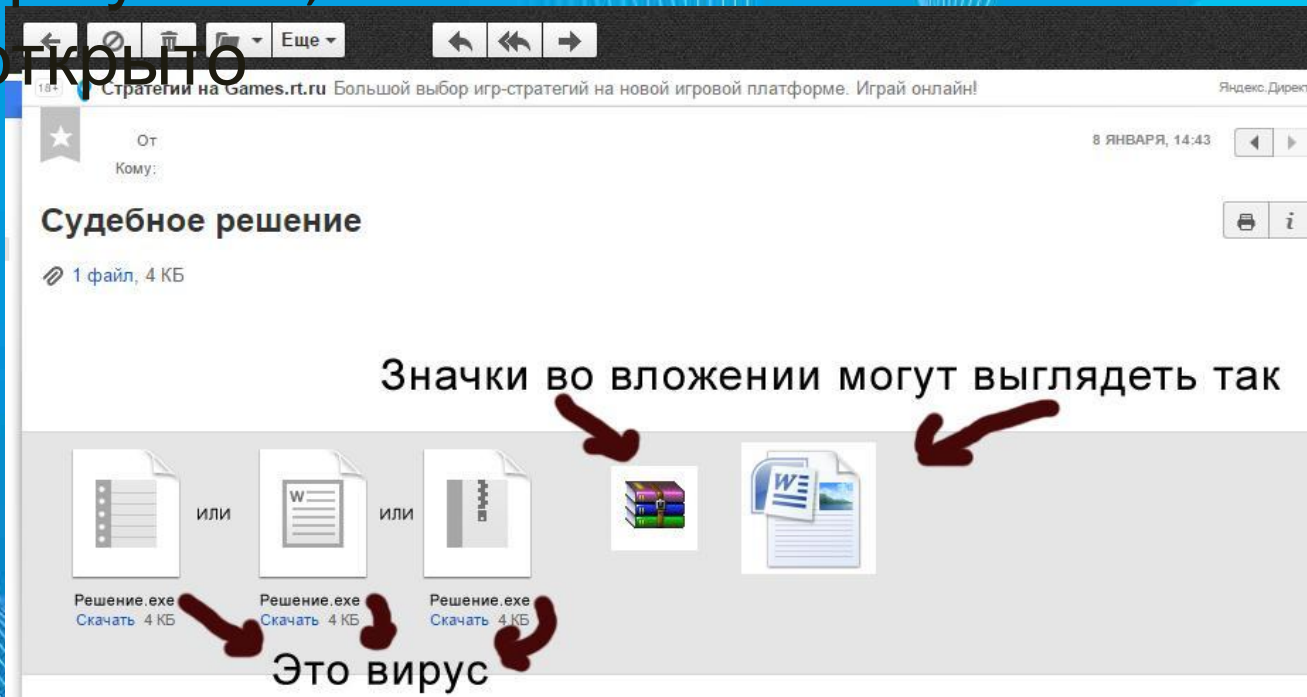 открыто
Еще
18+ Стратегии на Games.rt.ru Большой выбор игр-стратегий на новой игровой платформе. Играй онлайн! Яндекс.Директ
От
8 ЯНВАРЯ, 14:43
Кому:
Судебное решение
1 файл, 4 КБ
Значки во вложении могут выглядеть так
или или
Решение.exe Решение.exe Решение.exe
Скачать 4 КБ Скачать 4 КБ Скачать 4 КБ
Это вирус